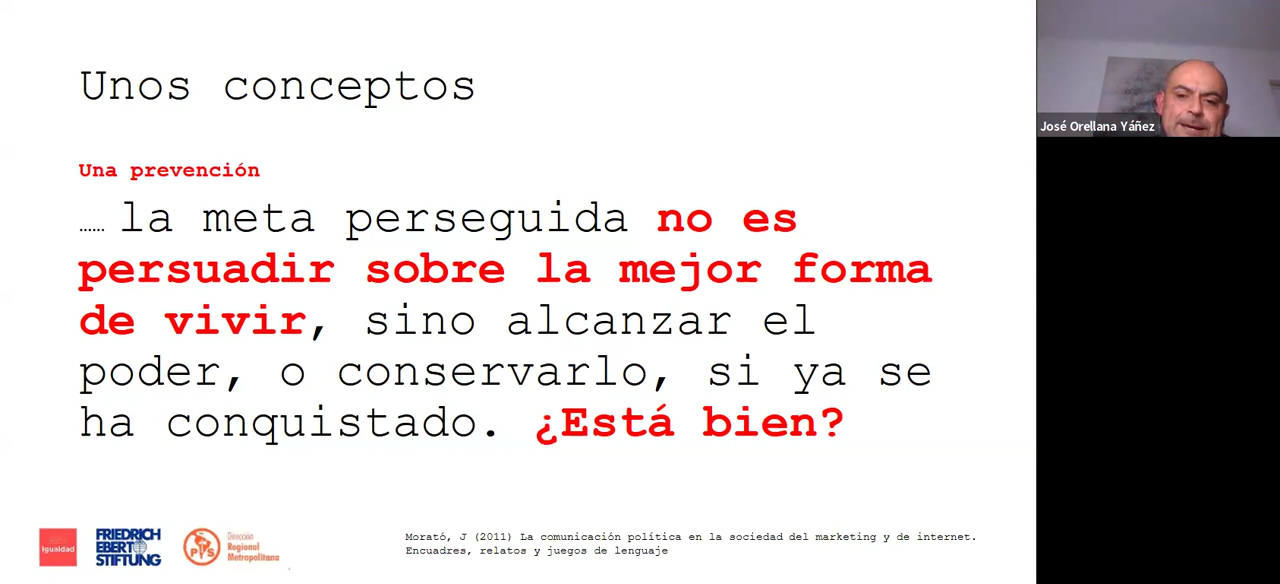 Unos conceptos
Una prevención
…… la meta perseguida no es
persuadir sobre la mejor forma
de vivir, sino alcanzar el
poder, o conservarlo, si ya se
ha conquistado. ¿Está bien?
José Orellana Yáñez
Igualdad
FRIEDRICH
EBERT
STIFTUNG
PS
Dirección
Regional
Metropolitana
Morató, J (2011) La comunicación política en la sociedad del marketing y de internet.
Encuadres, relatos y juegos de lenguaje